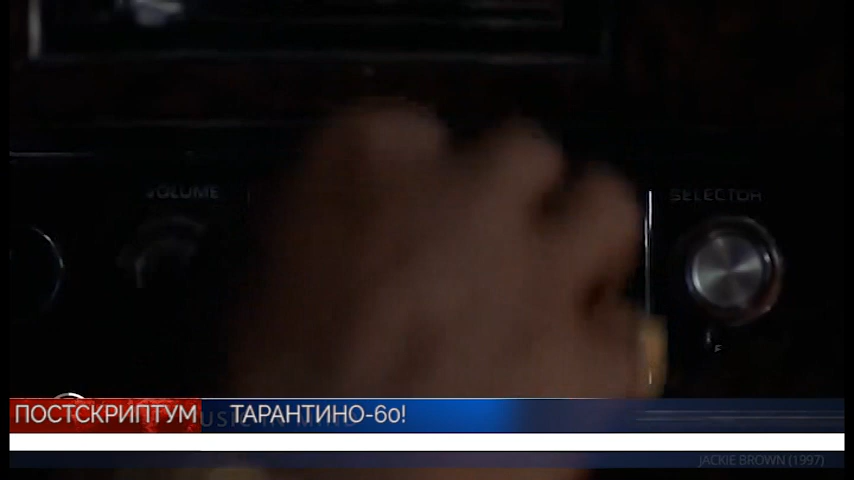 VOLUME
SELECTOR
ПОСТСКРИПТУМ
ТАРАНТИНО-60!
JACKIE BROWN (1997)